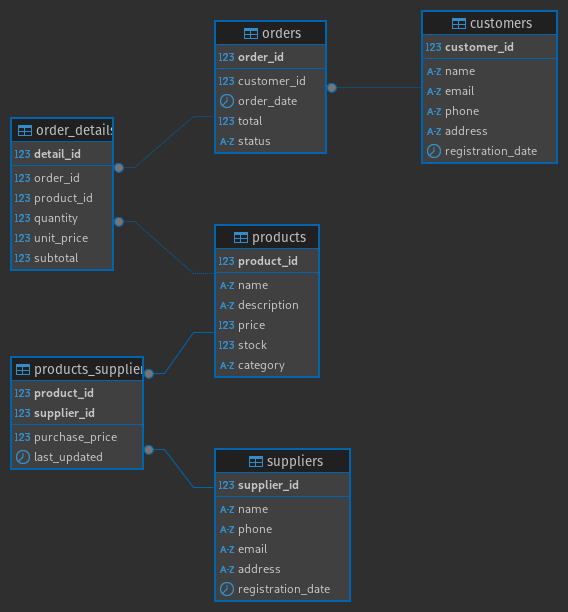 orders
123 order_id
123 customer_id
order_date
123 total
A-Z status
customers
123 customer_id
A-Z name
A-Z email
A-Z phone
A-Z address
registration_date
order_details
123 detail_id
123 order_id
123 product_id
123 quantity
123 unit_price
123 subtotal
products
123 product_id
A-Z name
A-Z description
123 price
123 stock
A-Z category
products_supplier
123 product_id
123 supplier_id
123 purchase_price
last_updated
suppliers
123 supplier_id
A-Z name
A-Z phone
A-Z email
A-Z address
registration_date